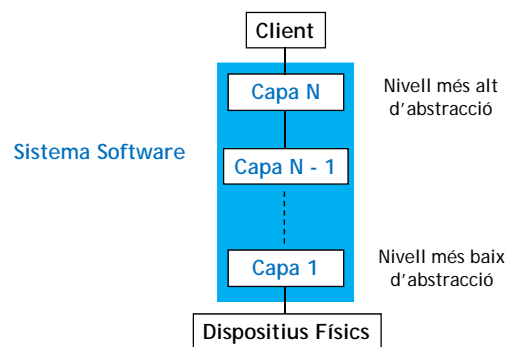 Client
Capa N
Nivell més alt
d'abstracció
Sistema Software
Capa N - 1
Capa 1
Nivell més baix
d'abstracció
Dispositius Físics